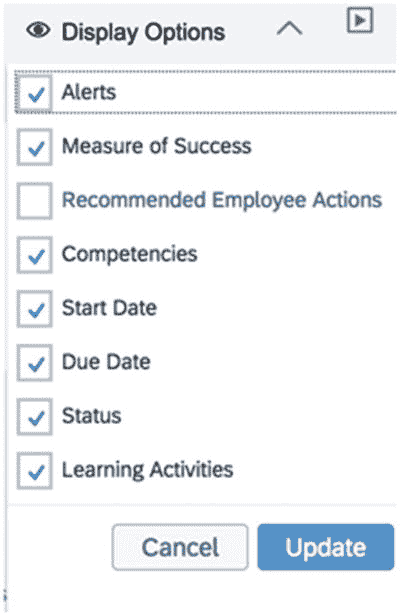 Display Options
Alerts
Measure of Success
Recommended Employee Actions
Competencies
Start Date
Due Date
Status
Learning Activities
Cancel Update